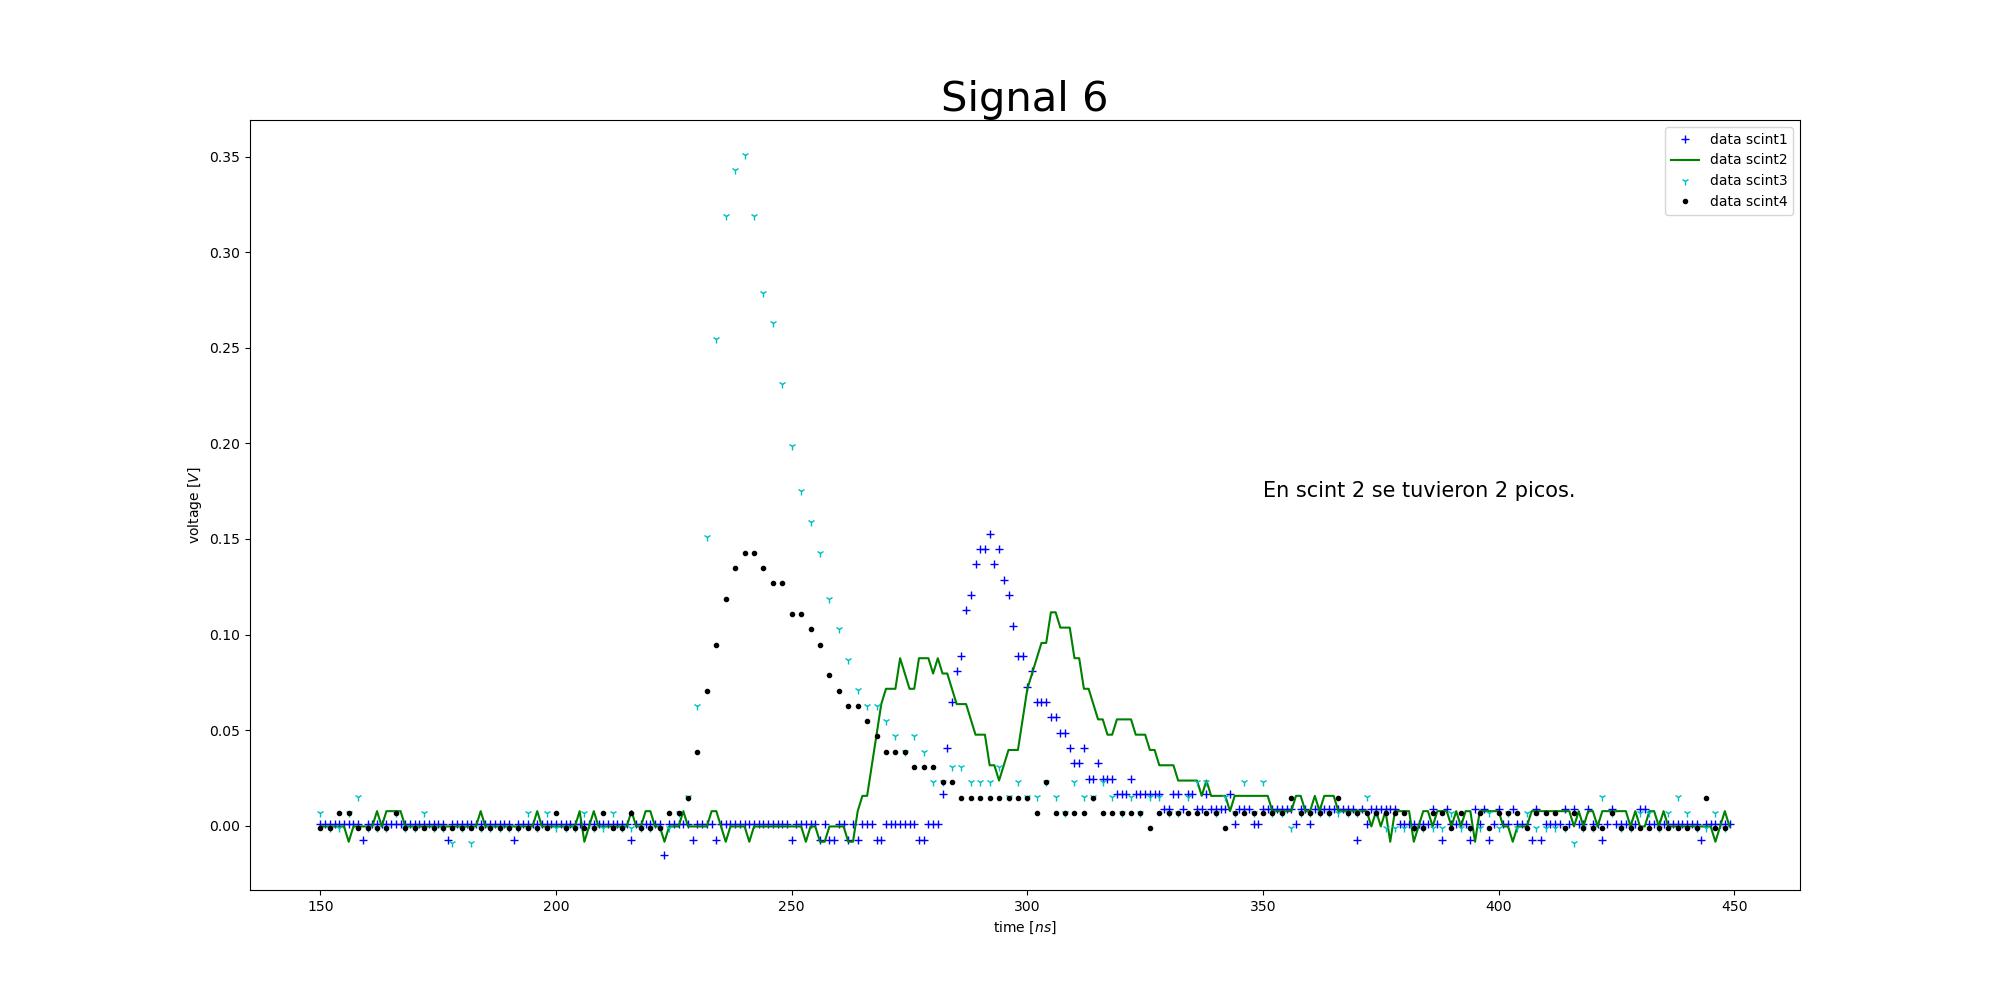 Signal 6
data scint1
data scint2
data scint3
data scint4
0.35
0.30
0.25
0.20
0.15
0.10
0.05
0.00
voltage [V]
En scint 2 se tuvieron 2 picos.
150 200 250 300 350 400 450
time [ns]